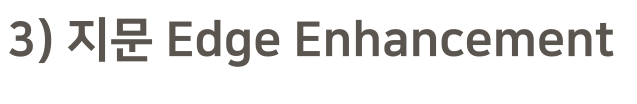 3) 지문 Edge Enhancement